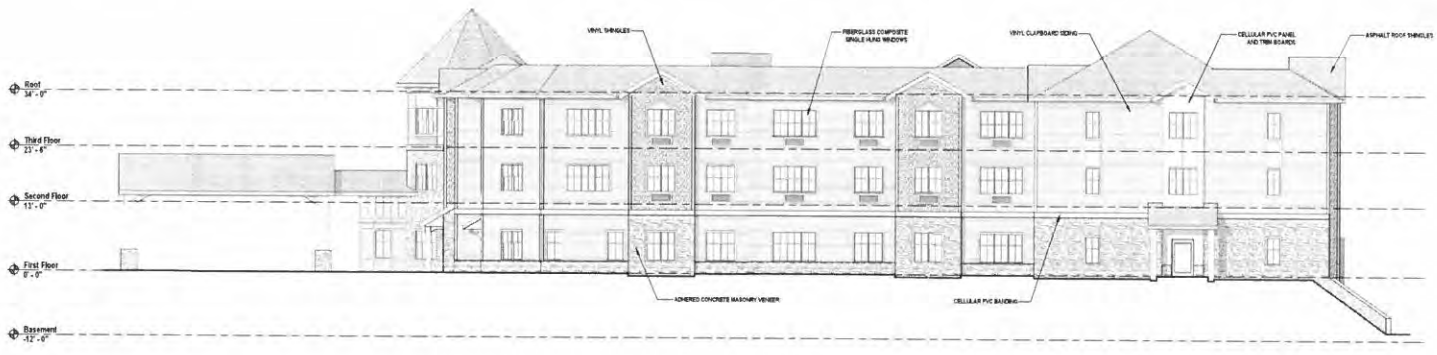 VINYL SHINGLES
FIBERGLASS COMPOSITE
SINGLE HUNG WINDOWS
VINYL CLAPBOARD SIDING
CELLULAR PVC PANEL
AND TRIM BOARDS
ASPHALT ROOF SHINGLES
Roof
34' - 0"
Third Floor
23' - 6"
Second Floor
13' - 0"
First Floor
0' - 0"
ADHERED CONCRETE MASONRY VENEER
CELLULAR PVC BANDING
Basement
-12' - 0"